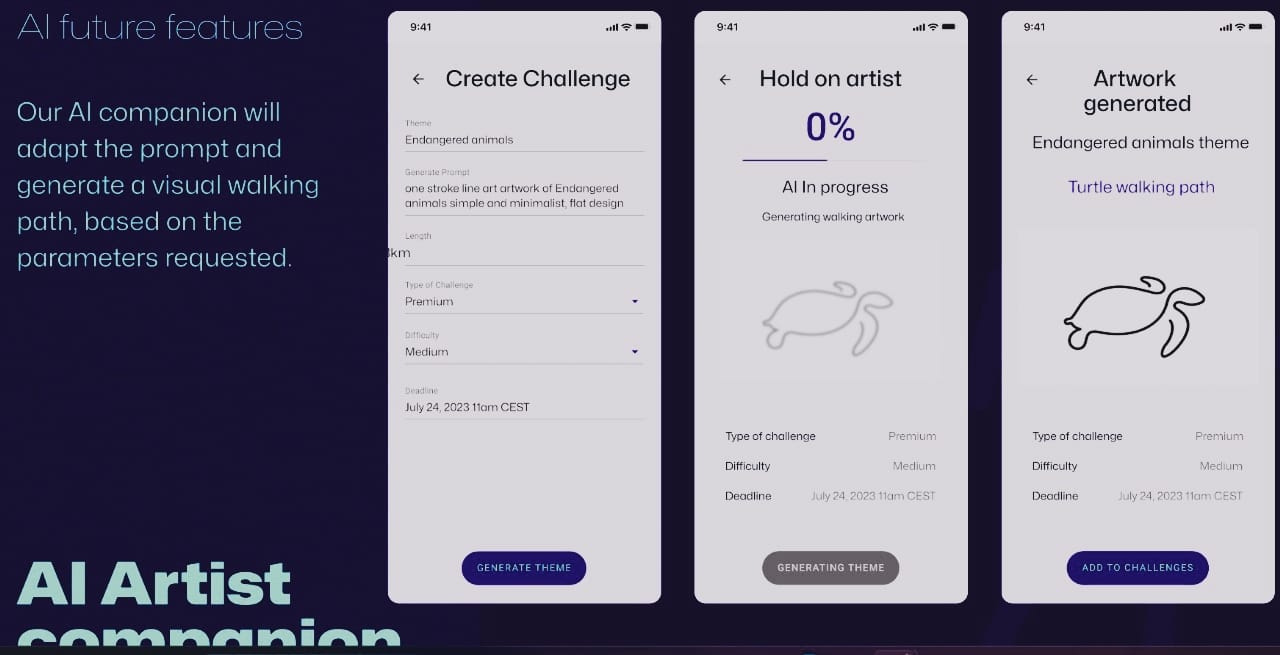 AI future features
Our AI companion will
adapt the prompt and
generate a visual walking
path, based on the
parameters requested.
AI Artist
companion
9:41
Create Challenge
Theme
Endangered animals
Generate Prompt
one stroke line art artwork of Endangered
animals simple and minimalist, flat design
Length
km
Type of Challenge
Premium
Difficulty
Medium
Deadline
July 24, 2023 11am CEST
GENERATE THEME
9:41
Hold on artist
0%
AI In progress
Generating walking artwork
Type of challenge Premium
Difficulty Medium
Deadline July 24, 2023 11am CEST
GENERATING THEME
9:41
Artwork
generated
Endangered animals theme
Turtle walking path
Type of challenge Premium
Difficulty Medium
Deadline July 24, 2023 11am CEST
ADD TO CHALLENGES